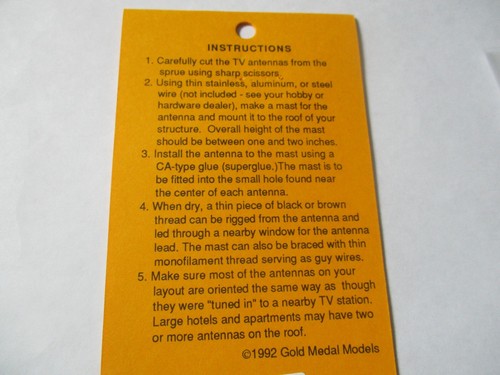 INSTRUCTIONS
1. Carefully cut the TV antennas from the
sprue using sharp scissors.
2. Using thin stainless, aluminum, or steel
wire (not included - see your hobby or
hardware dealer), make a mast for the
antenna and mount it to the roof of your
structure. Overall height of the mast
should be between one and two inches.
3. Install the antenna to the mast using a
CA-type glue (superglue.)The mast is to
be fitted into the small hole found near
the center of each antenna.
4. When dry, a thin piece of black or brown
thread can be rigged from the antenna and
led through a nearby window for the antenna
lead. The mast can also be braced with thin
monofilament thread serving as guy wires.
5. Make sure most of the antennas on your
layout are oriented the same way as though
they were "tuned in" to a nearby TV station.
Large hotels and apartments may have two
or more antennas on the roof.
©1992 Gold Medal Models